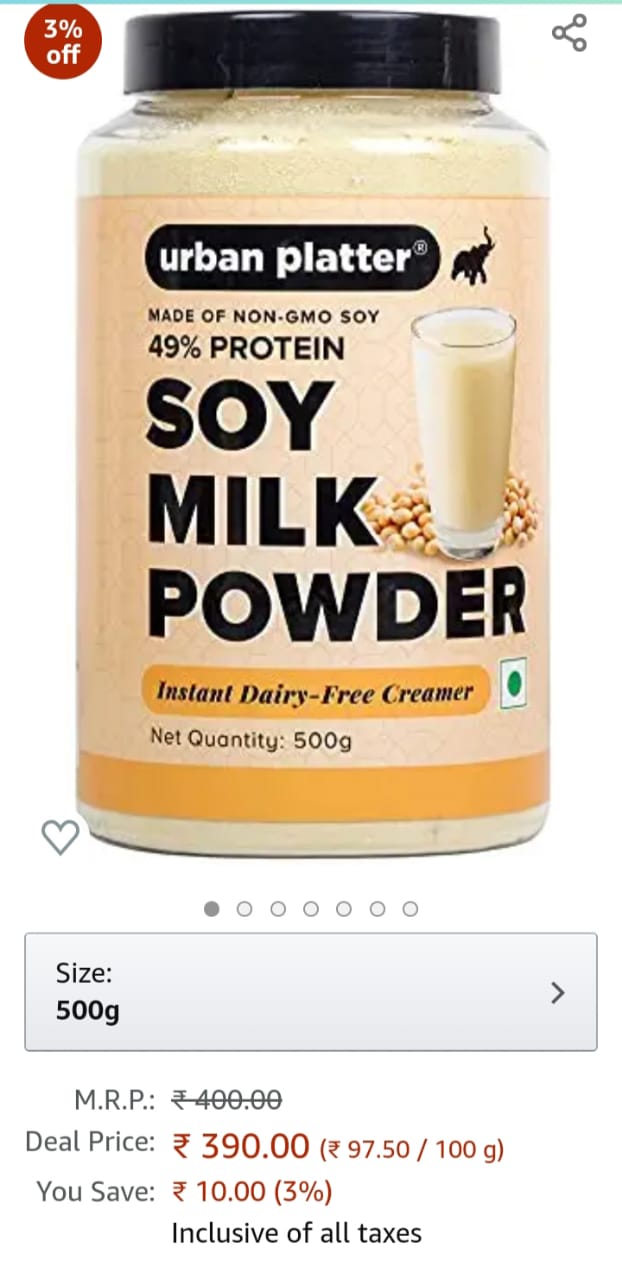 3%
off
urban platter®
MADE OF NON-GMO SOY
49% PROTEIN
SOY
MILK
POWDER
Instant Dairy-Free Creamer
Net Quantity: 500g
Size:
500g
M.R.P.: ₹ 400.00
Deal Price: ₹ 390.00 (₹ 97.50 / 100 g)
You Save: ₹ 10.00 (3%)
Inclusive of all taxes